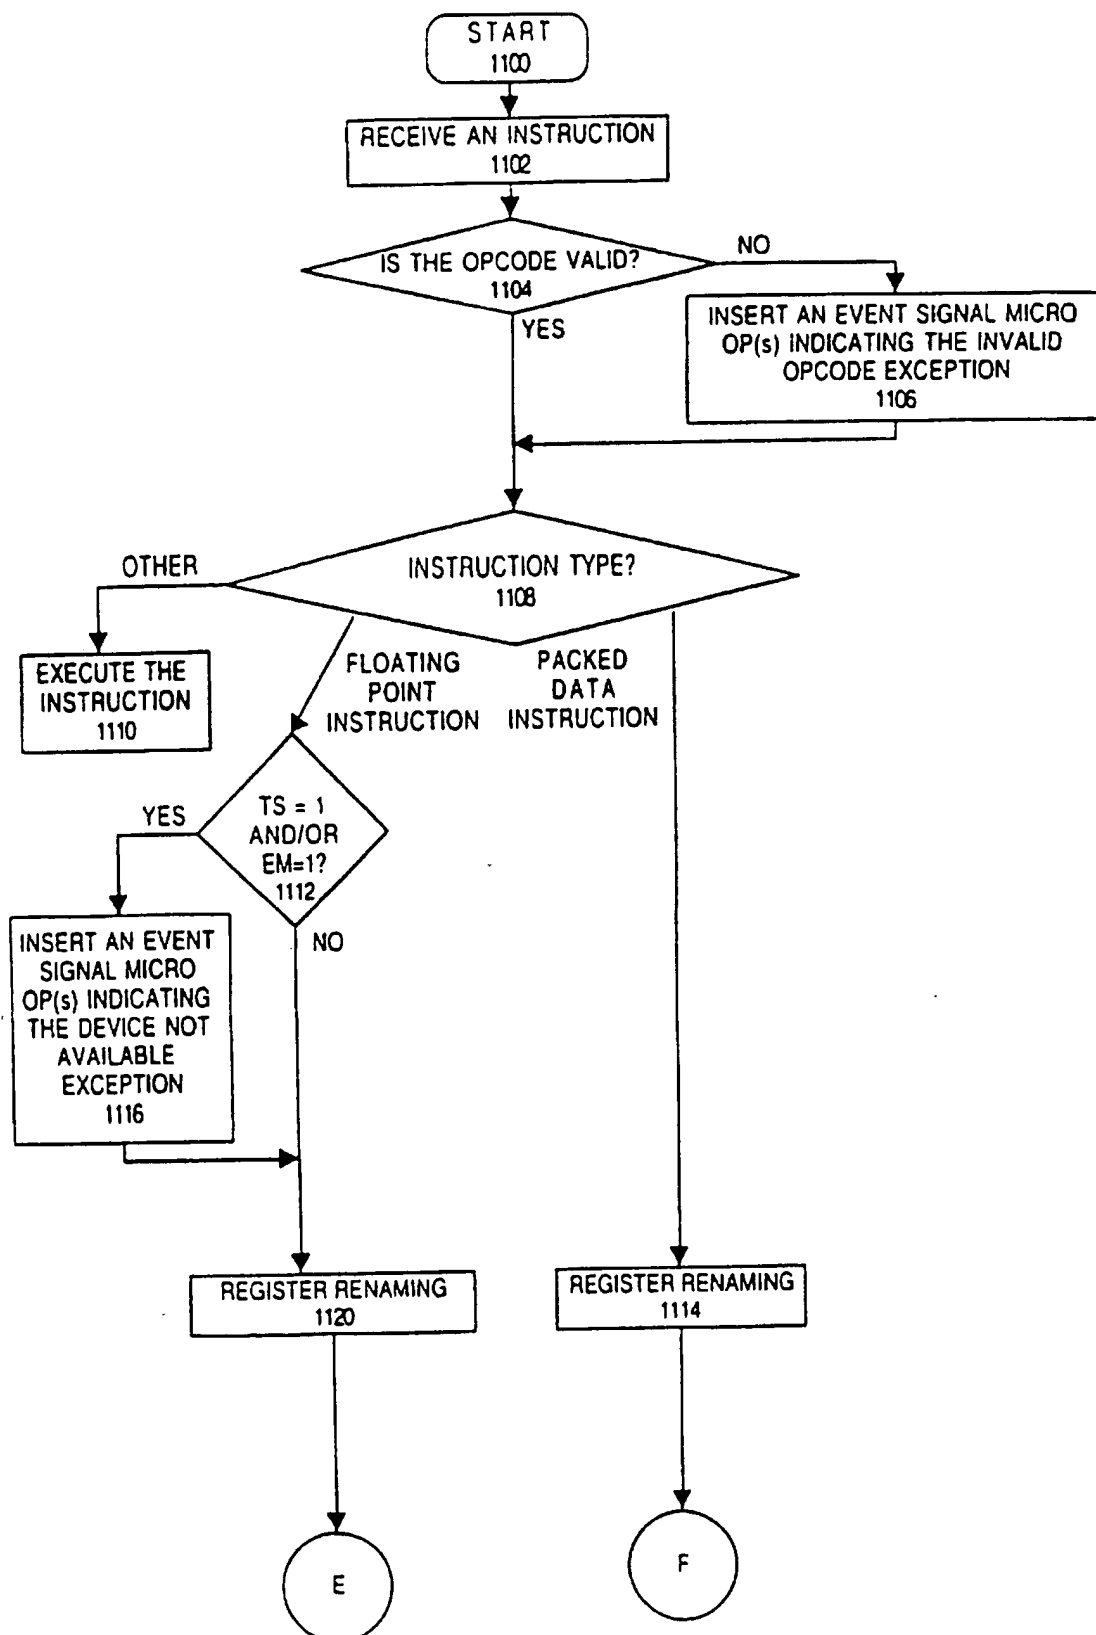 START
1100
RECEIVE AN INSTRUCTION
1102
IS THE OPCODE VALID?
1104
NO
YES
INSERT AN EVENT SIGNAL MICRO
OP(s) INDICATING THE INVALID
OPCODE EXCEPTION
1106
INSTRUCTION TYPE?
1108
OTHER
EXECUTE THE
INSTRUCTION
1110
FLOATING
POINT
INSTRUCTION
PACKED
DATA
INSTRUCTION
TS = 1
AND/OR
EM=1?
1112
YES
NO
INSERT AN EVENT
SIGNAL MICRO
OP(s) INDICATING
THE DEVICE NOT
AVAILABLE
EXCEPTION
1116
REGISTER RENAMING
1120
REGISTER RENAMING
1114
E
F